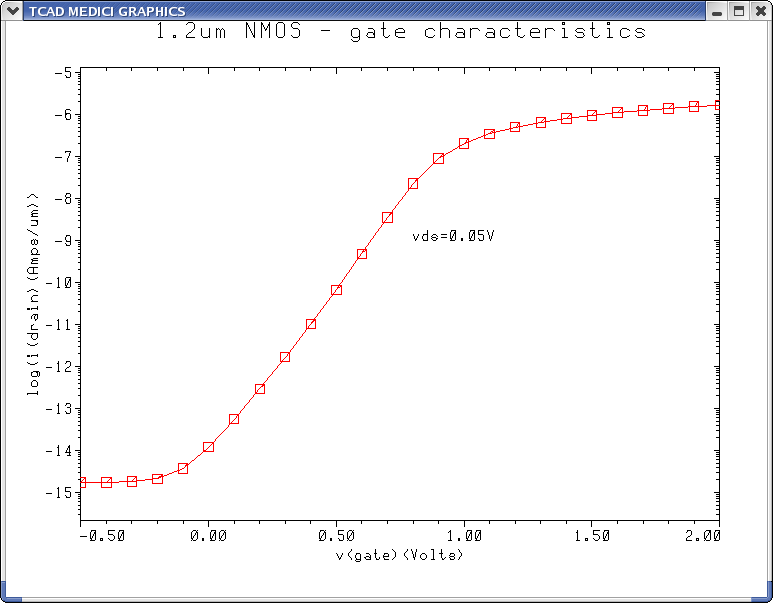 TCAD MEDICI GRAPHICS
1.2um NMOS - gate characteristics
-5
-6
-7
-8
-9
-10
-11
-12
-13
-14
-15
log(i(drain)(Amps/um))
vds=0.05V
-0.50 0.00 0.50 1.00 1.50 2.00
v(gate)(Volts)